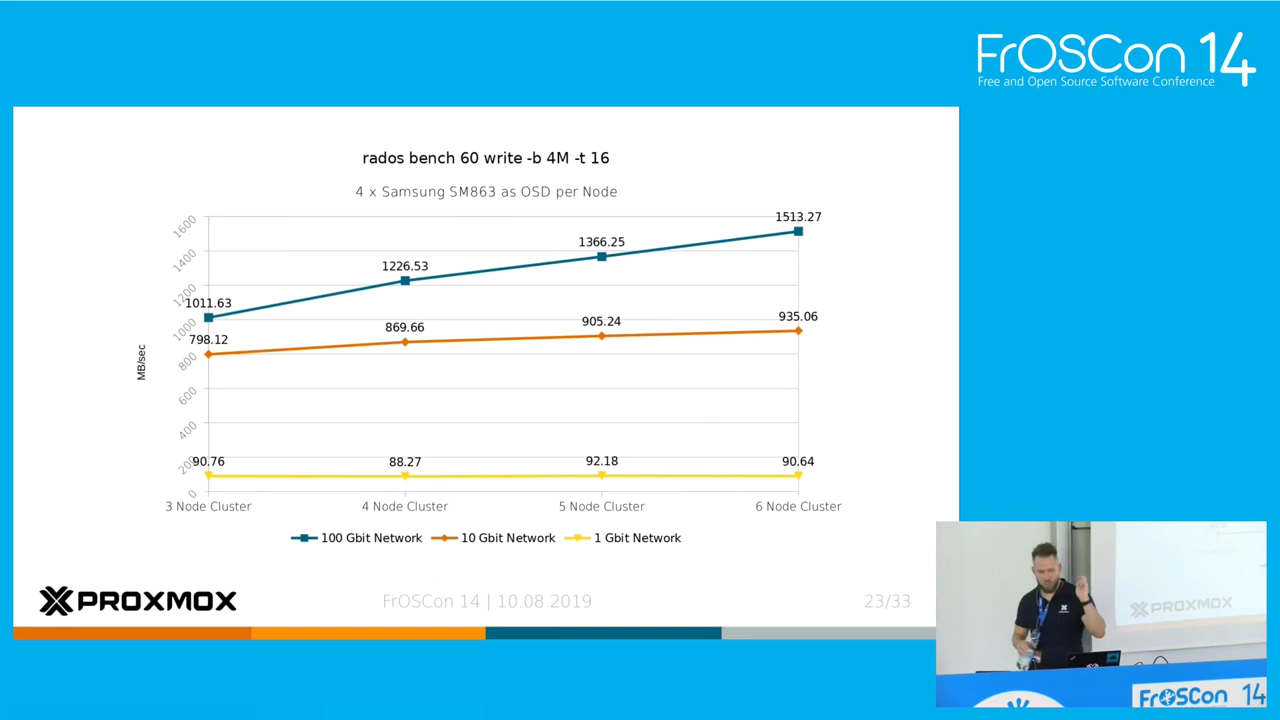 FrOSCon 14
Free and Open Source Software Conference
rados bench 60 write -b 4M -t 16
4 x Samsung SM863 as OSD per Node
MB/sec
1600
1400
1200
1000
800
600
400
200
0
1011.63
1226.53
1366.25
1513.27
798.12
869.66
905.24
935.06
90.76
88.27
92.18
90.64
3 Node Cluster
4 Node Cluster
5 Node Cluster
6 Node Cluster
100 Gbit Network
10 Gbit Network
1 Gbit Network
PROXMOX
FrOSCon 14 | 10.08 2019
23/33
PROXMOX
FrOSCon 14